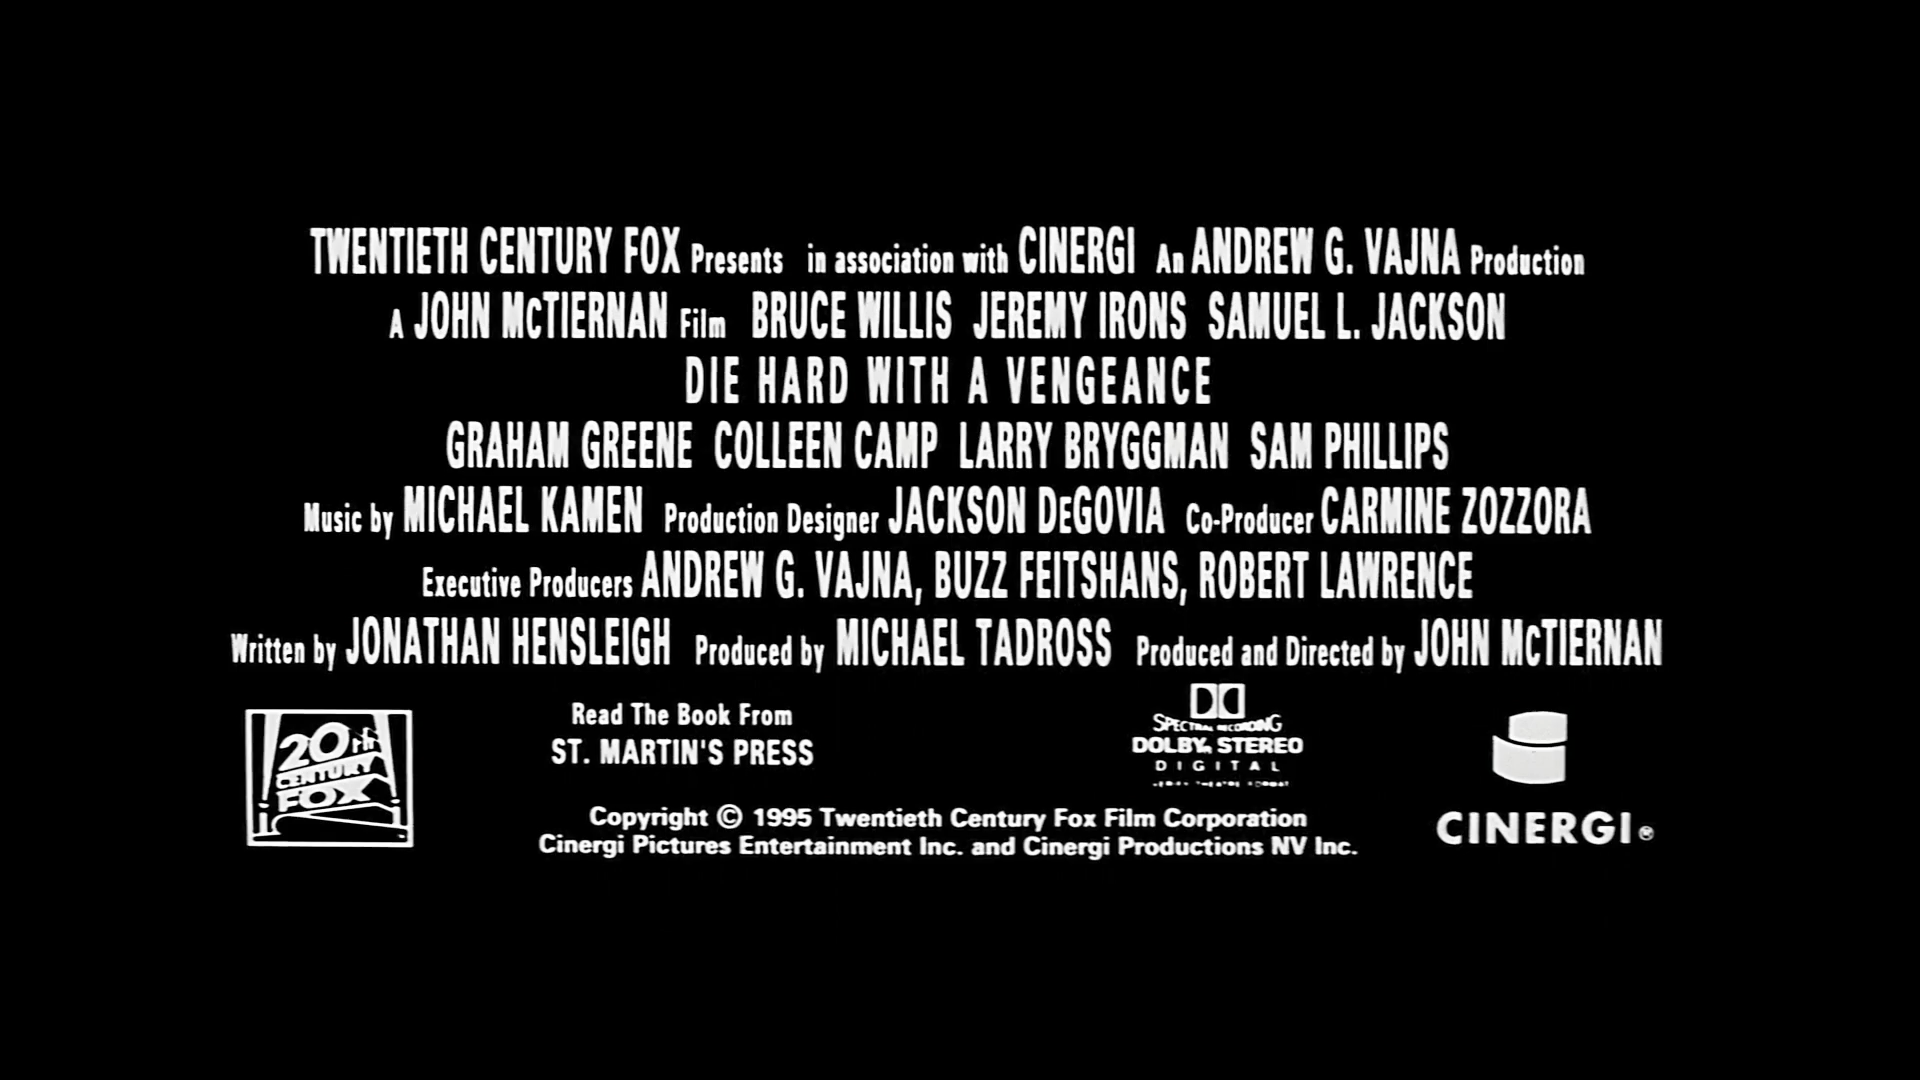 TWENTIETH CENTURY FOX Presents in association with CINERGI An ANDREW G. VAJNA Production
A JOHN McTIERNAN Film BRUCE WILLIS JEREMY IRONS SAMUEL L. JACKSON
DIE HARD WITH A VENGEANCE
GRAHAM GREENE COLLEEN CAMP LARRY BRYGGMAN SAM PHILLIPS
Music by MICHAEL KAMEN Production Designer JACKSON DeGOVIA Co-Producer CARMINE ZOZZORA
Executive Producers ANDREW G. VAJNA, BUZZ FEITSHANS, ROBERT LAWRENCE
Written by JONATHAN HENSLEIGH Produced by MICHAEL TADROSS Produced and Directed by JOHN McTIERNAN
20th
CENTURY
FOX
Read The Book From
ST. MARTIN'S PRESS
SPECTRAL RECORDING
DOLBY STEREO
DIGITAL
CINERGI®
Copyright © 1995 Twentieth Century Fox Film Corporation
Cinergi Pictures Entertainment Inc. and Cinergi Productions NV Inc.